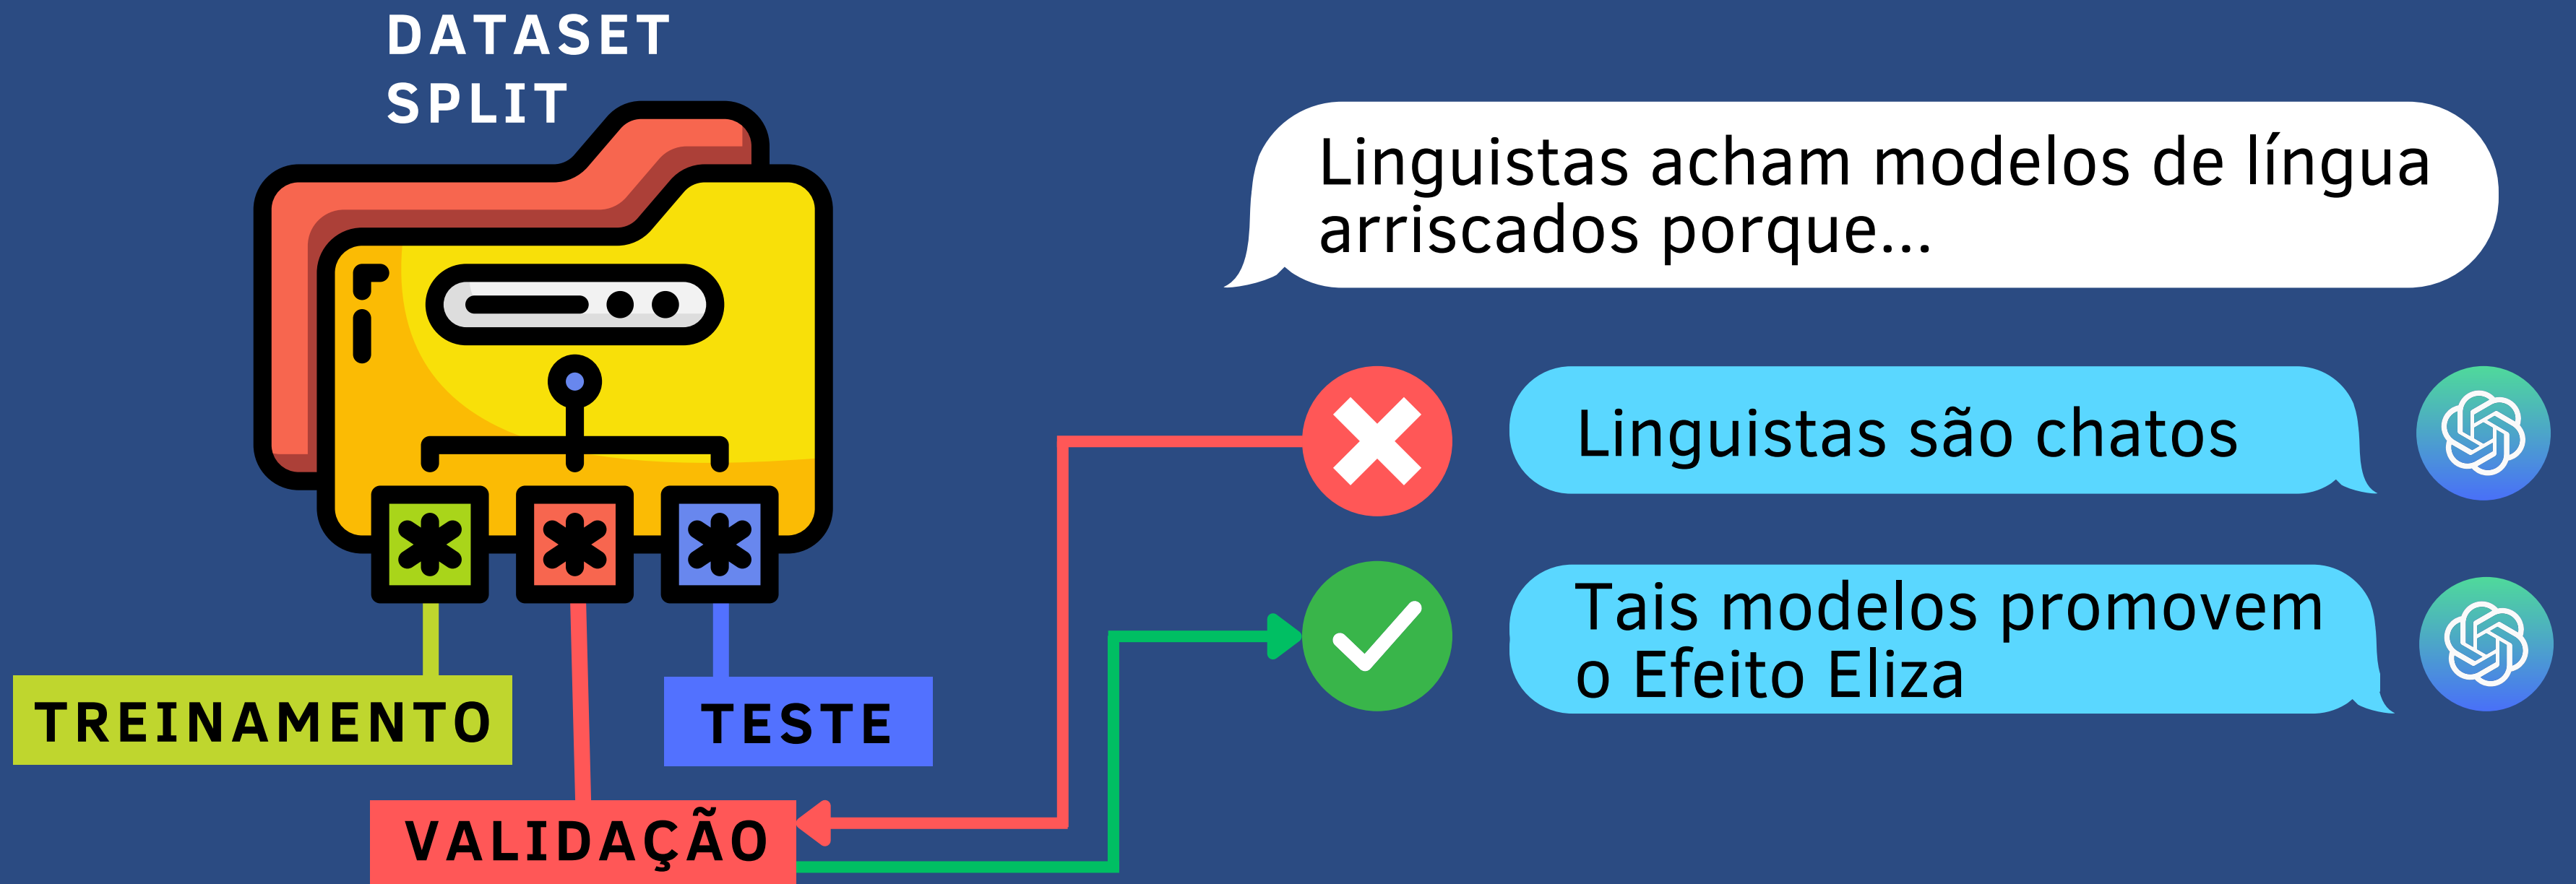 DATASET
SPLIT
Linguistas acham modelos de língua
arriscados porque...
Linguistas são chatos
Tais modelos promovem
o Efeito Eliza
TREINAMENTO
TESTE
VALIDAÇÃO